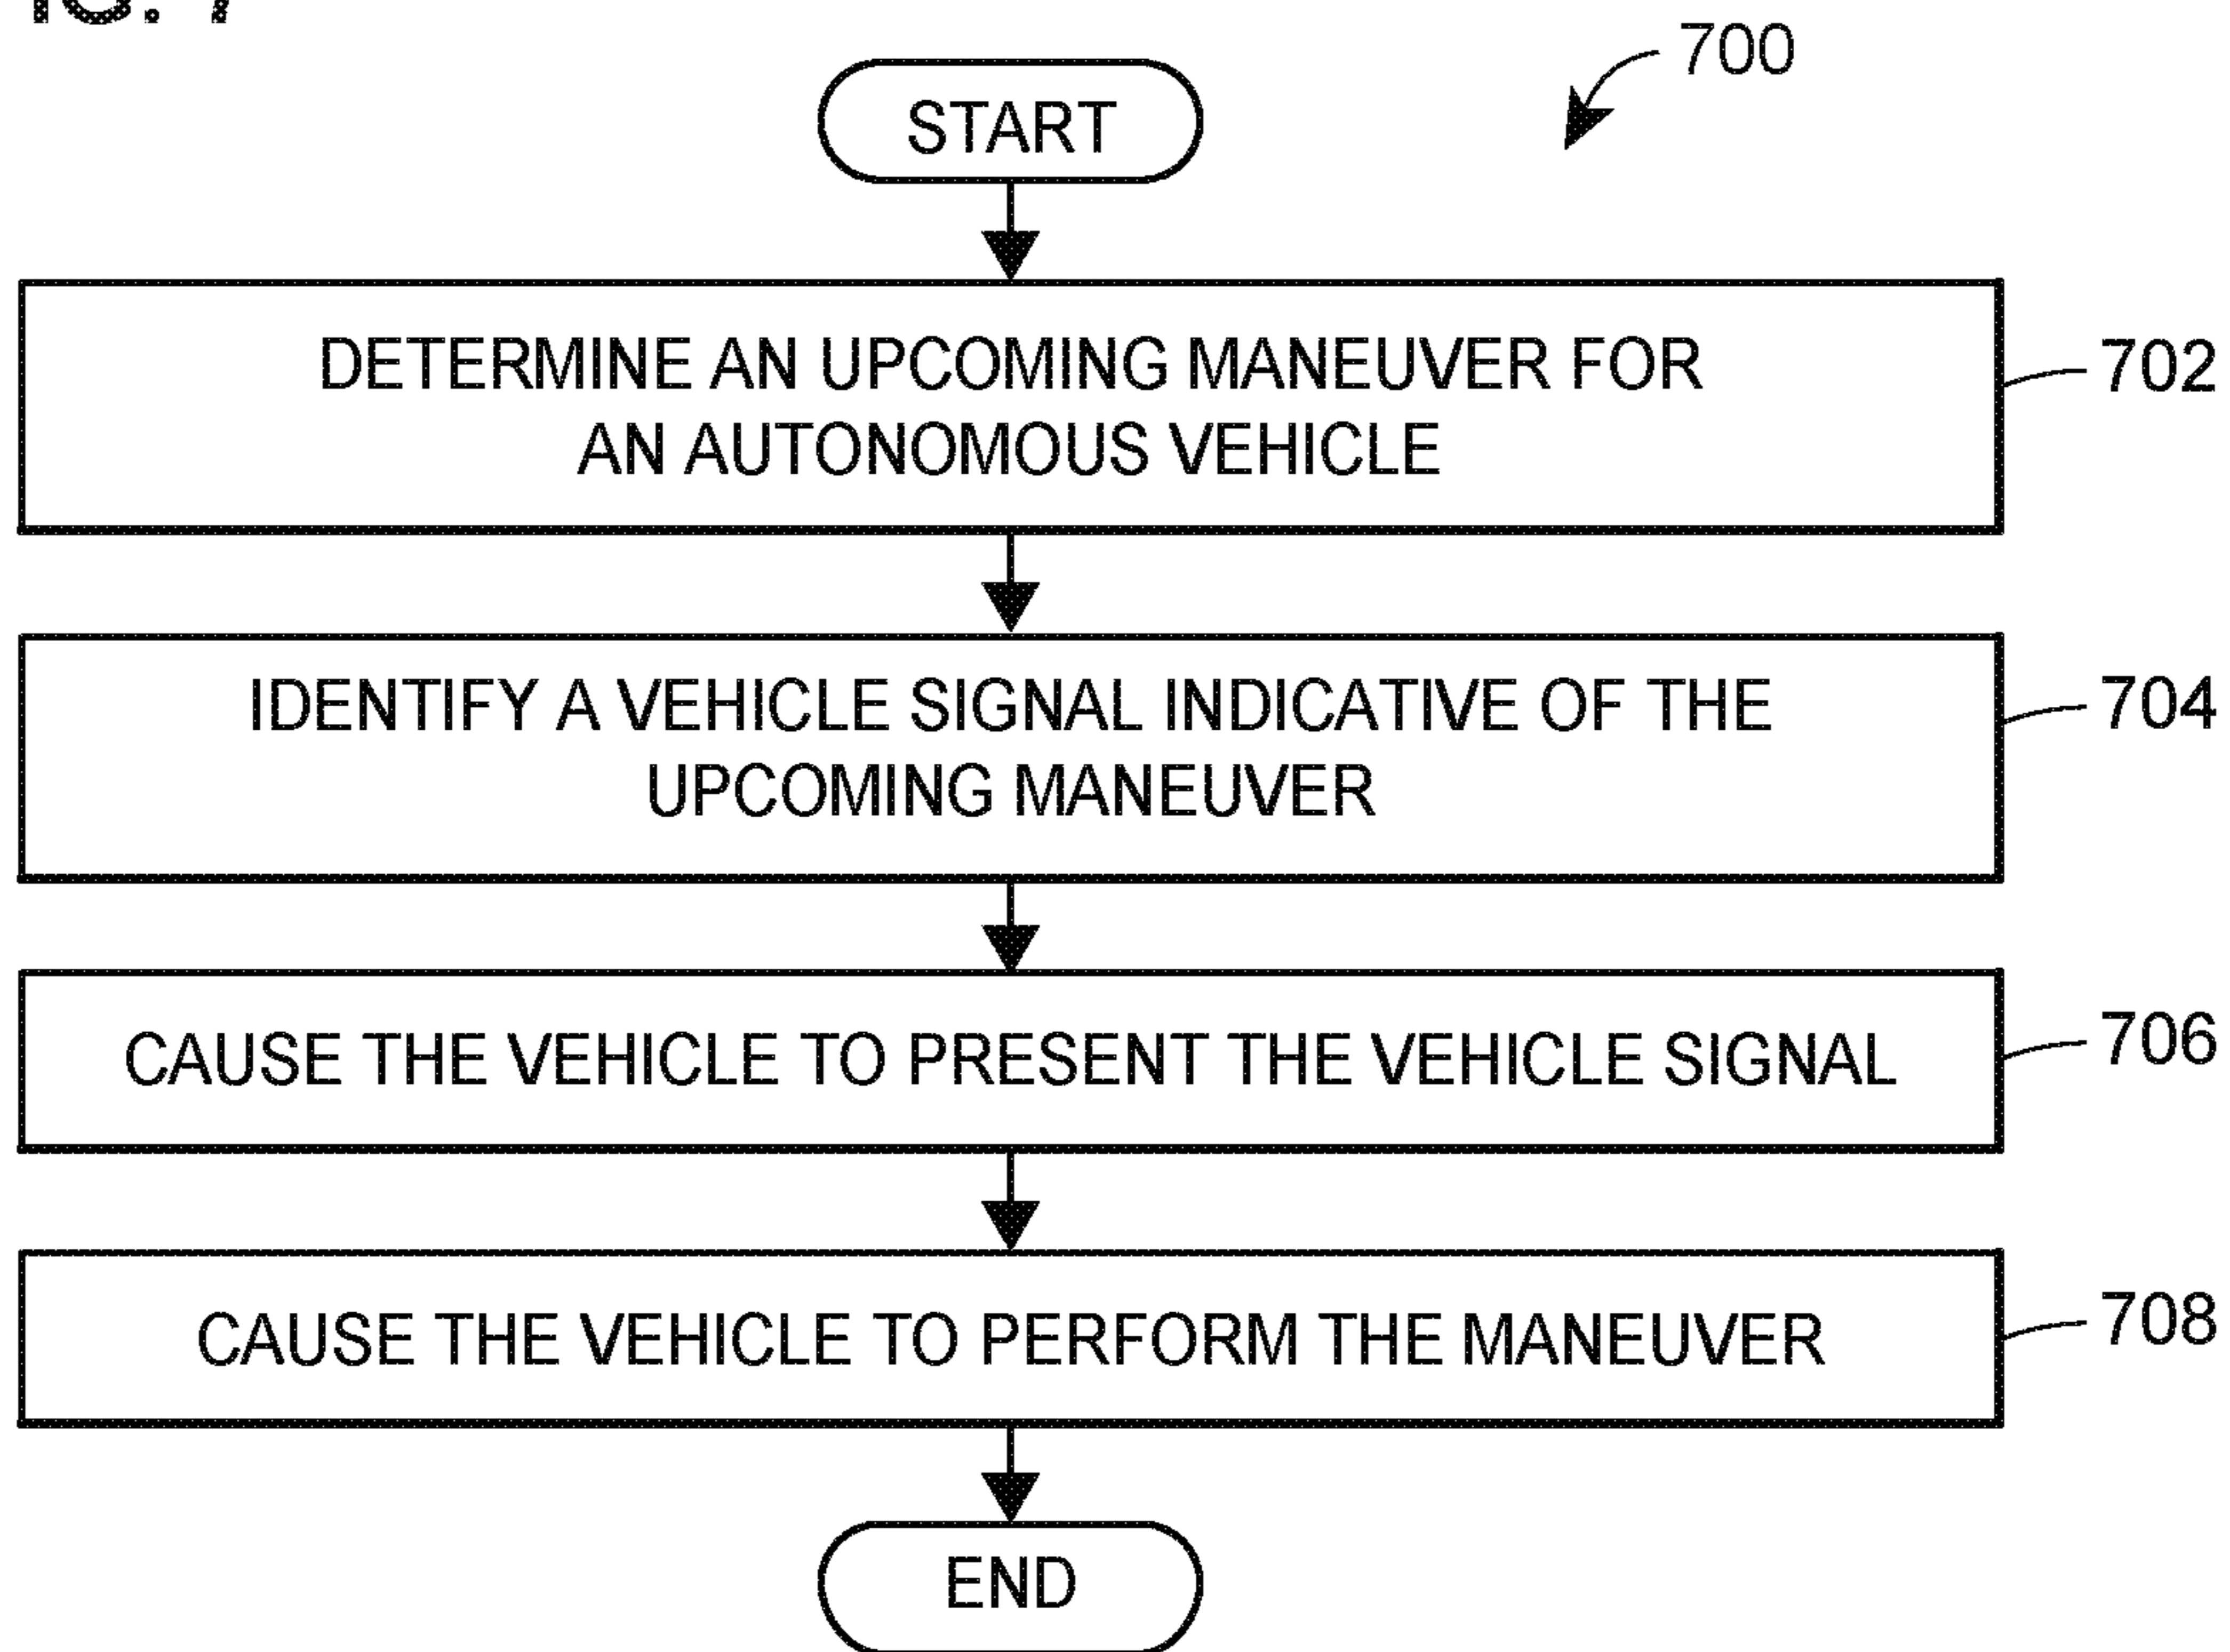 700
START
DETERMINE AN UPCOMING MANEUVER FOR
AN AUTONOMOUS VEHICLE
702
IDENTIFY A VEHICLE SIGNAL INDICATIVE OF THE
UPCOMING MANEUVER
704
CAUSE THE VEHICLE TO PRESENT THE VEHICLE SIGNAL
706
CAUSE THE VEHICLE TO PERFORM THE MANEUVER
708
END